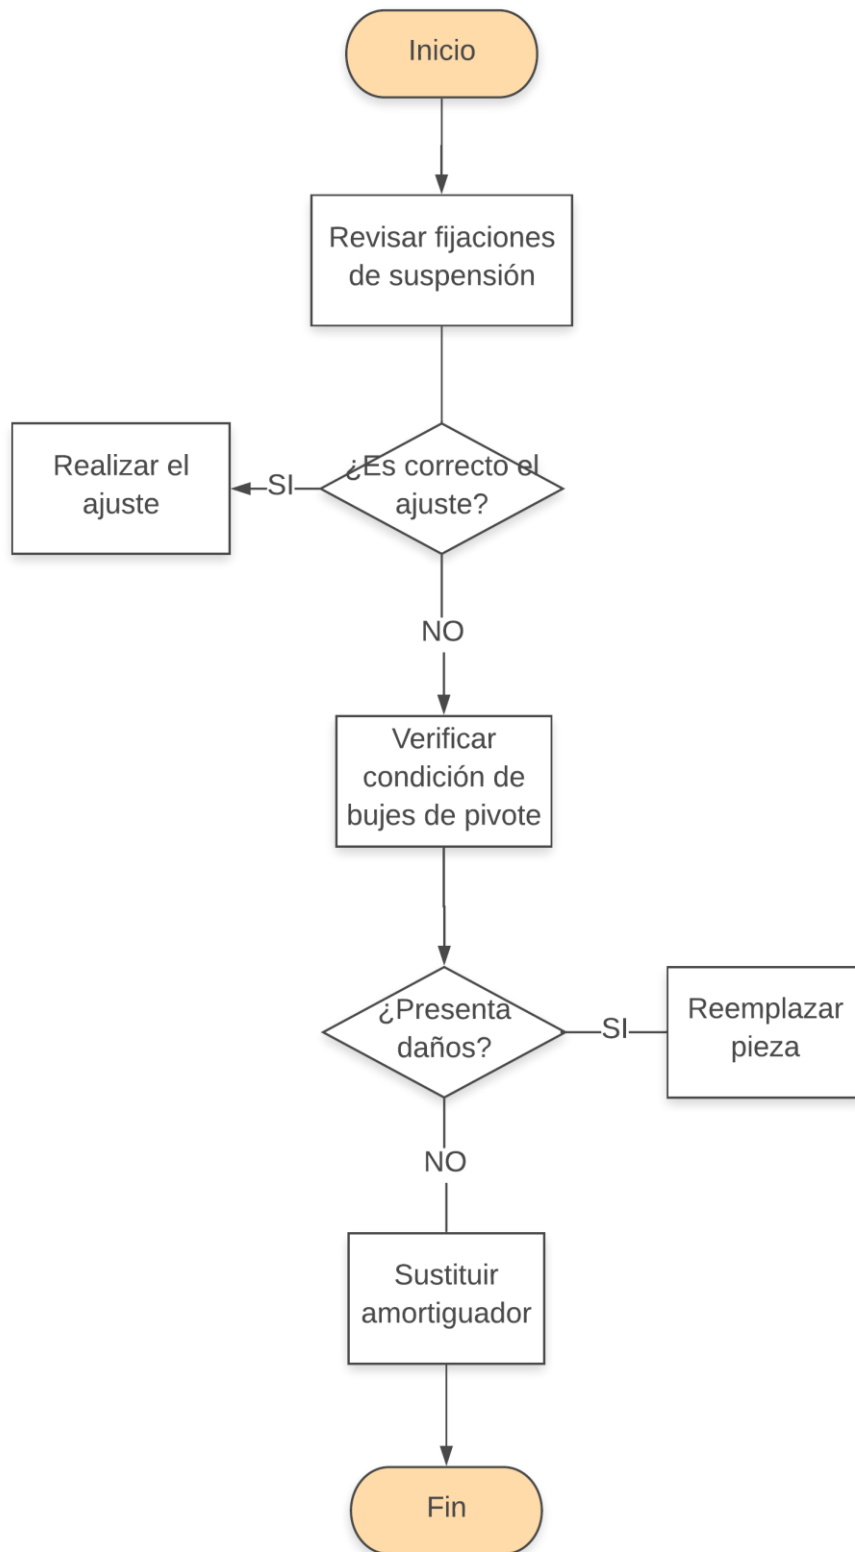 Inicio
Revisar fijaciones
de suspensión
¿Es correcto el
ajuste?
SI
Realizar el
ajuste
NO
Verificar
condición de
bujes de pivote
¿Presenta
daños?
SI
Reemplazar
pieza
NO
Sustituir
amortiguador
Fin